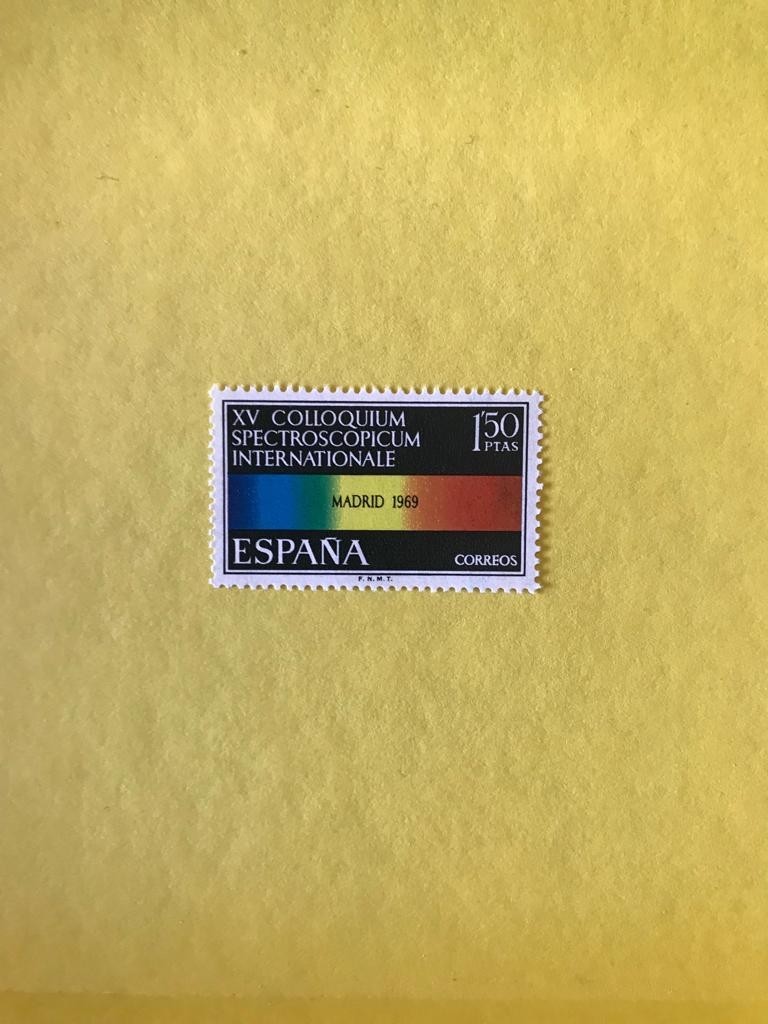 XV COLLOQUIUM
SPECTROSCOPICUM
INTERNATIONALE
1'50
PTAS
MADRID 1969
ESPAÑA
CORREOS
F. N. M. T.